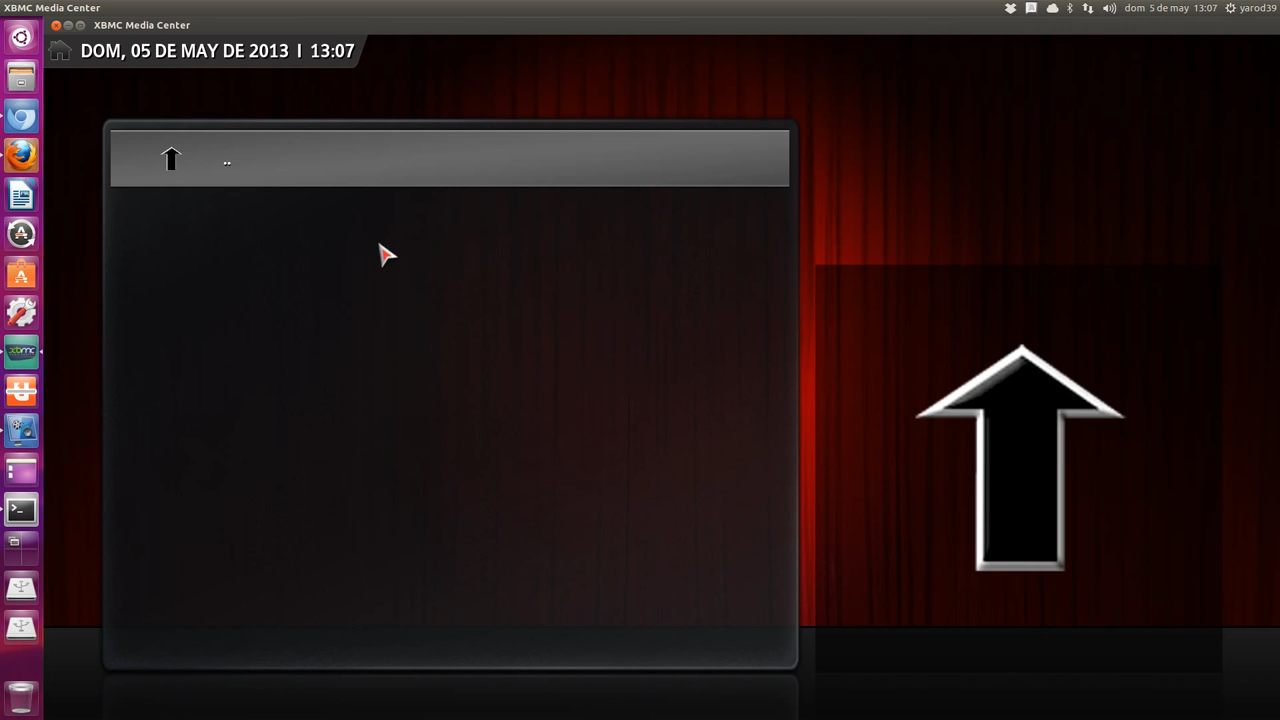 XBMC Media Center
dom 5 de may 13:07
yarod39
XBMC Media Center
DOM, 05 DE MAY DE 2013 | 13:07
..
xbmc